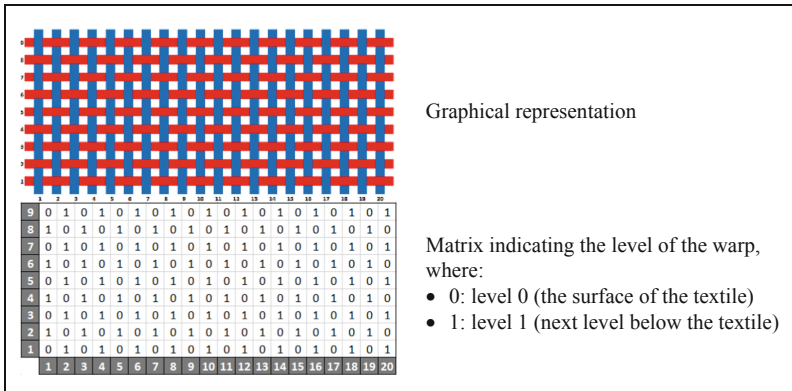 9
8
7
6
5
4
3
1
1 2 3 4 5 6 7 8 9 10 11 12 13 14 15 16 17 18 19 20
Graphical representation
9 0 1 0 1 0 1 0 1 0 1 0 1 0 1 0 1 0 1 0 1
8 1 0 1 0 1 0 1 0 1 0 1 0 1 0 1 0 1 0 1 0
7 0 1 0 1 0 1 0 1 0 1 0 1 0 1 0 1 0 1 0 1
6 1 0 1 0 1 0 1 0 1 0 1 0 1 0 1 0 1 0 1 0
5 0 1 0 1 0 1 0 1 0 1 0 1 0 1 0 1 0 1 0 1
4 1 0 1 0 1 0 1 0 1 0 1 0 1 0 1 0 1 0 1 0
3 0 1 0 1 0 1 0 1 0 1 0 1 0 1 0 1 0 1 0 1
2 1 0 1 0 1 0 1 0 1 0 1 0 1 0 1 0 1 0 1 0
1 0 1 0 1 0 1 0 1 0 1 0 1 0 1 0 1 0 1 0 1
1 2 3 4 5 6 7 8 9 10 11 12 13 14 15 16 17 18 19 20
Matrix indicating the level of the warp,
where:
• 0: level 0 (the surface of the textile)
• 1: level 1 (next level below the textile)